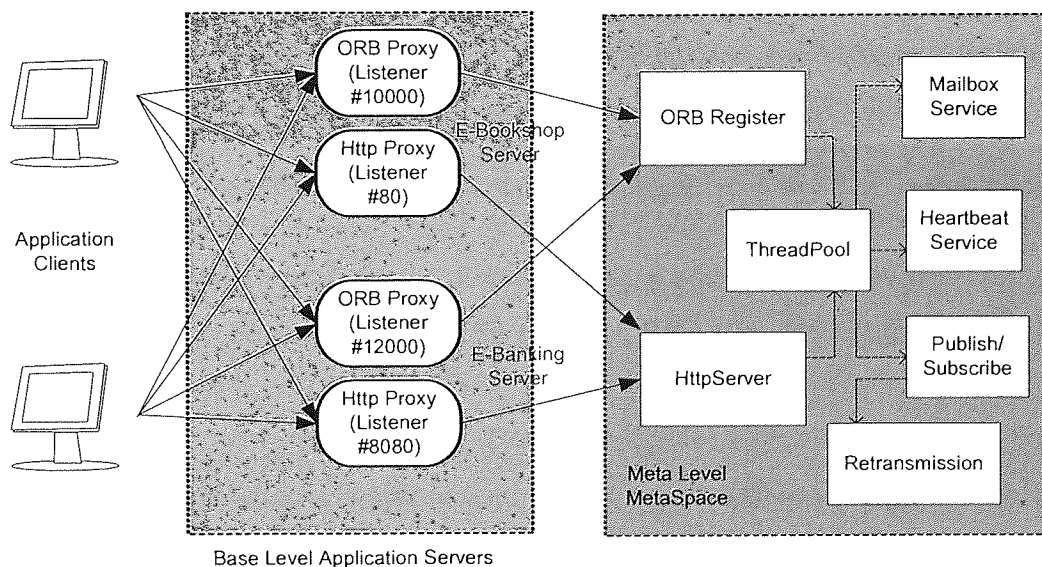 Application
Clients
ORB Proxy
(Listener
#10000)
E-Bookshop
Server
Http Proxy
(Listener
#80)
ORB Proxy
(Listener
#12000)
E-Banking
Server
Http Proxy
(Listener
#8080)
Base Level Application Servers
ORB Register
Mailbox
Service
ThreadPool
Heartbeat
Service
HttpServer
Publish/
Subscribe
Retransmission
Meta Level
MetaSpace